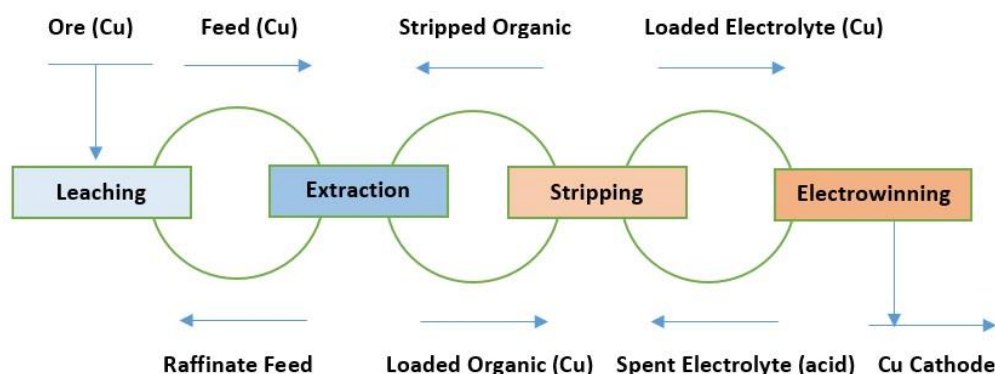 Ore (Cu)
Feed (Cu)
Stripped Organic
Loaded Electrolyte (Cu)
Leaching
Extraction
Stripping
Electrowinning
Raffinate Feed
Loaded Organic (Cu)
Spent Electrolyte (acid)
Cu Cathode